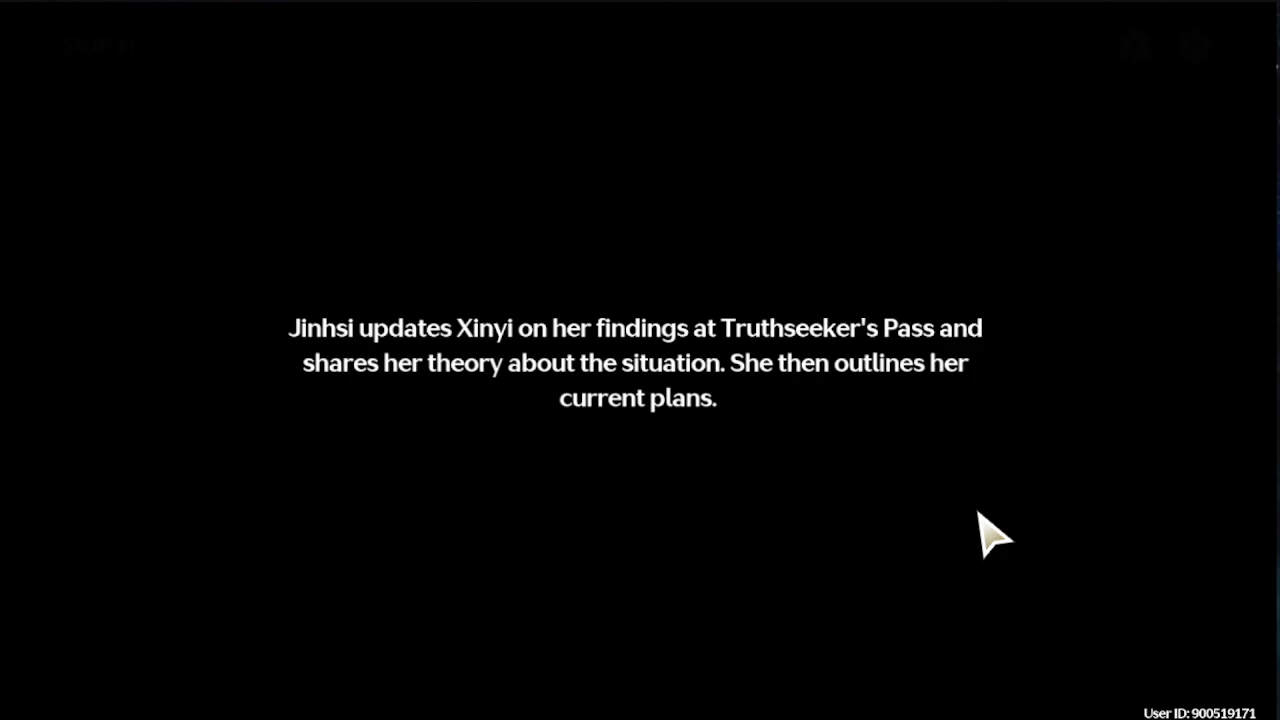 Jinhsi updates Xinyi on her findings at Truthseeker's Pass and
shares her theory about the situation. She then outlines her
current plans.
User ID: 900519171